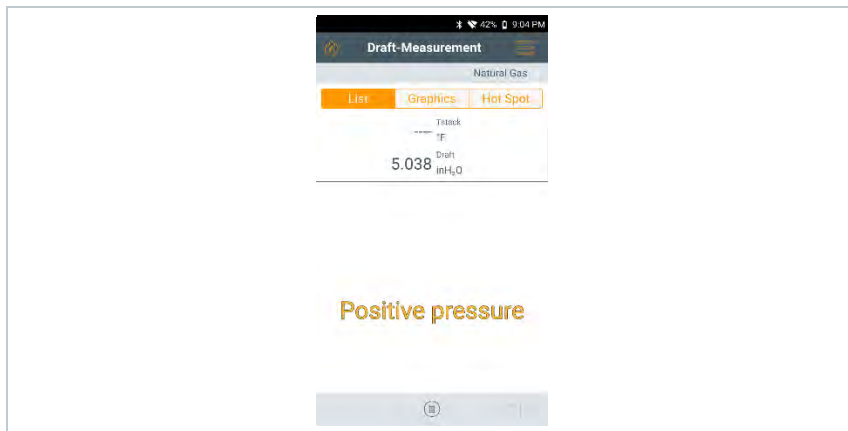 42% 9:04 PM
Draft-Measurement
Natural Gas
List Graphics Hot Spot
---- Tstack
°F
5.038 Draft
inH₂O
Positive pressure